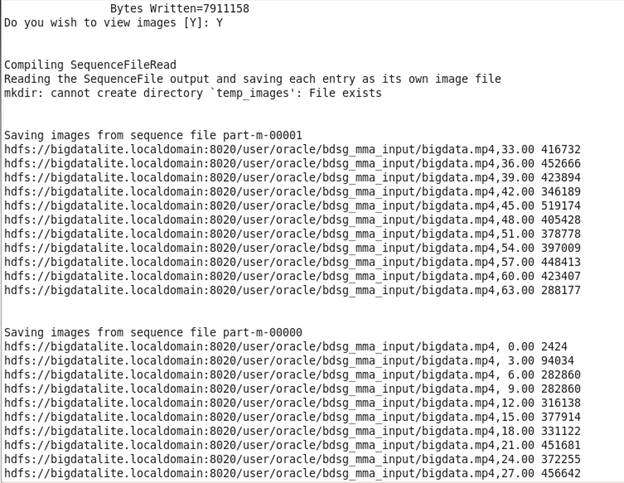 Bytes Written=7911158
Do you wish to view images [Y]: Y
Compiling SequenceFileRead
Reading the SequenceFile output and saving each entry as its own image file
mkdir: cannot create directory `temp_images': File exists
Saving images from sequence file part-m-00001
hdfs://bigdatalite.localdomain:8020/user/oracle/bdsg_mma_input/bigdata.mp4,33.00 416732
hdfs://bigdatalite.localdomain:8020/user/oracle/bdsg_mma_input/bigdata.mp4,36.00 452666
hdfs://bigdatalite.localdomain:8020/user/oracle/bdsg_mma_input/bigdata.mp4,39.00 423894
hdfs://bigdatalite.localdomain:8020/user/oracle/bdsg_mma_input/bigdata.mp4,42.00 346189
hdfs://bigdatalite.localdomain:8020/user/oracle/bdsg_mma_input/bigdata.mp4,45.00 519174
hdfs://bigdatalite.localdomain:8020/user/oracle/bdsg_mma_input/bigdata.mp4,48.00 405428
hdfs://bigdatalite.localdomain:8020/user/oracle/bdsg_mma_input/bigdata.mp4,51.00 378778
hdfs://bigdatalite.localdomain:8020/user/oracle/bdsg_mma_input/bigdata.mp4,54.00 397009
hdfs://bigdatalite.localdomain:8020/user/oracle/bdsg_mma_input/bigdata.mp4,57.00 448413
hdfs://bigdatalite.localdomain:8020/user/oracle/bdsg_mma_input/bigdata.mp4,60.00 423407
hdfs://bigdatalite.localdomain:8020/user/oracle/bdsg_mma_input/bigdata.mp4,63.00 288177
Saving images from sequence file part-m-00000
hdfs://bigdatalite.localdomain:8020/user/oracle/bdsg_mma_input/bigdata.mp4, 0.00 2424
hdfs://bigdatalite.localdomain:8020/user/oracle/bdsg_mma_input/bigdata.mp4, 3.00 94034
hdfs://bigdatalite.localdomain:8020/user/oracle/bdsg_mma_input/bigdata.mp4, 6.00 282860
hdfs://bigdatalite.localdomain:8020/user/oracle/bdsg_mma_input/bigdata.mp4, 9.00 282860
hdfs://bigdatalite.localdomain:8020/user/oracle/bdsg_mma_input/bigdata.mp4,12.00 316138
hdfs://bigdatalite.localdomain:8020/user/oracle/bdsg_mma_input/bigdata.mp4,15.00 377914
hdfs://bigdatalite.localdomain:8020/user/oracle/bdsg_mma_input/bigdata.mp4,18.00 331122
hdfs://bigdatalite.localdomain:8020/user/oracle/bdsg_mma_input/bigdata.mp4,21.00 451681
hdfs://bigdatalite.localdomain:8020/user/oracle/bdsg_mma_input/bigdata.mp4,24.00 372255
hdfs://bigdatalite.localdomain:8020/user/oracle/bdsg_mma_input/bigdata.mp4,27.00 456642